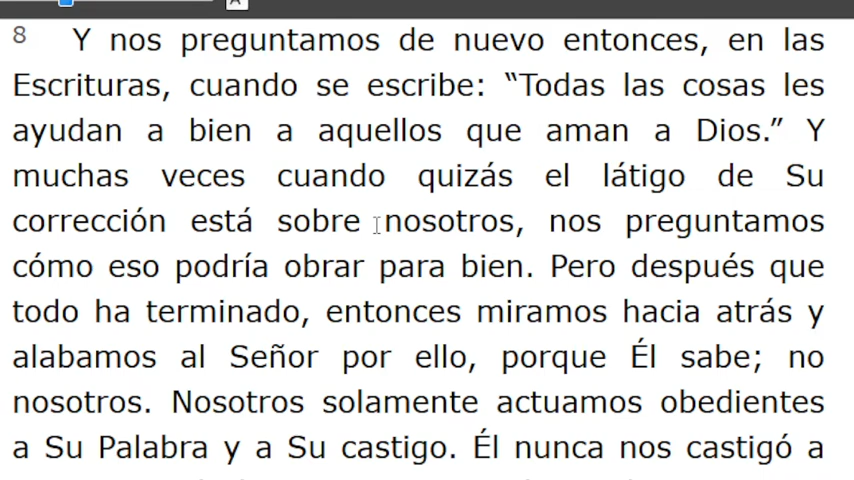 A
8 Y nos preguntamos de nuevo entonces, en las
Escrituras, cuando se escribe: “Todas las cosas les
ayudan a bien a aquellos que aman a Dios.” Y
muchas veces cuando quizás el látigo de Su
corrección está sobre nosotros, nos preguntamos
cómo eso podría obrar para bien. Pero después que
todo ha terminado, entonces miramos hacia atrás y
alabamos al Señor por ello, porque Él sabe; no
nosotros. Nosotros solamente actuamos obedientes
a Su Palabra y a Su castigo. Él nunca nos castigó a